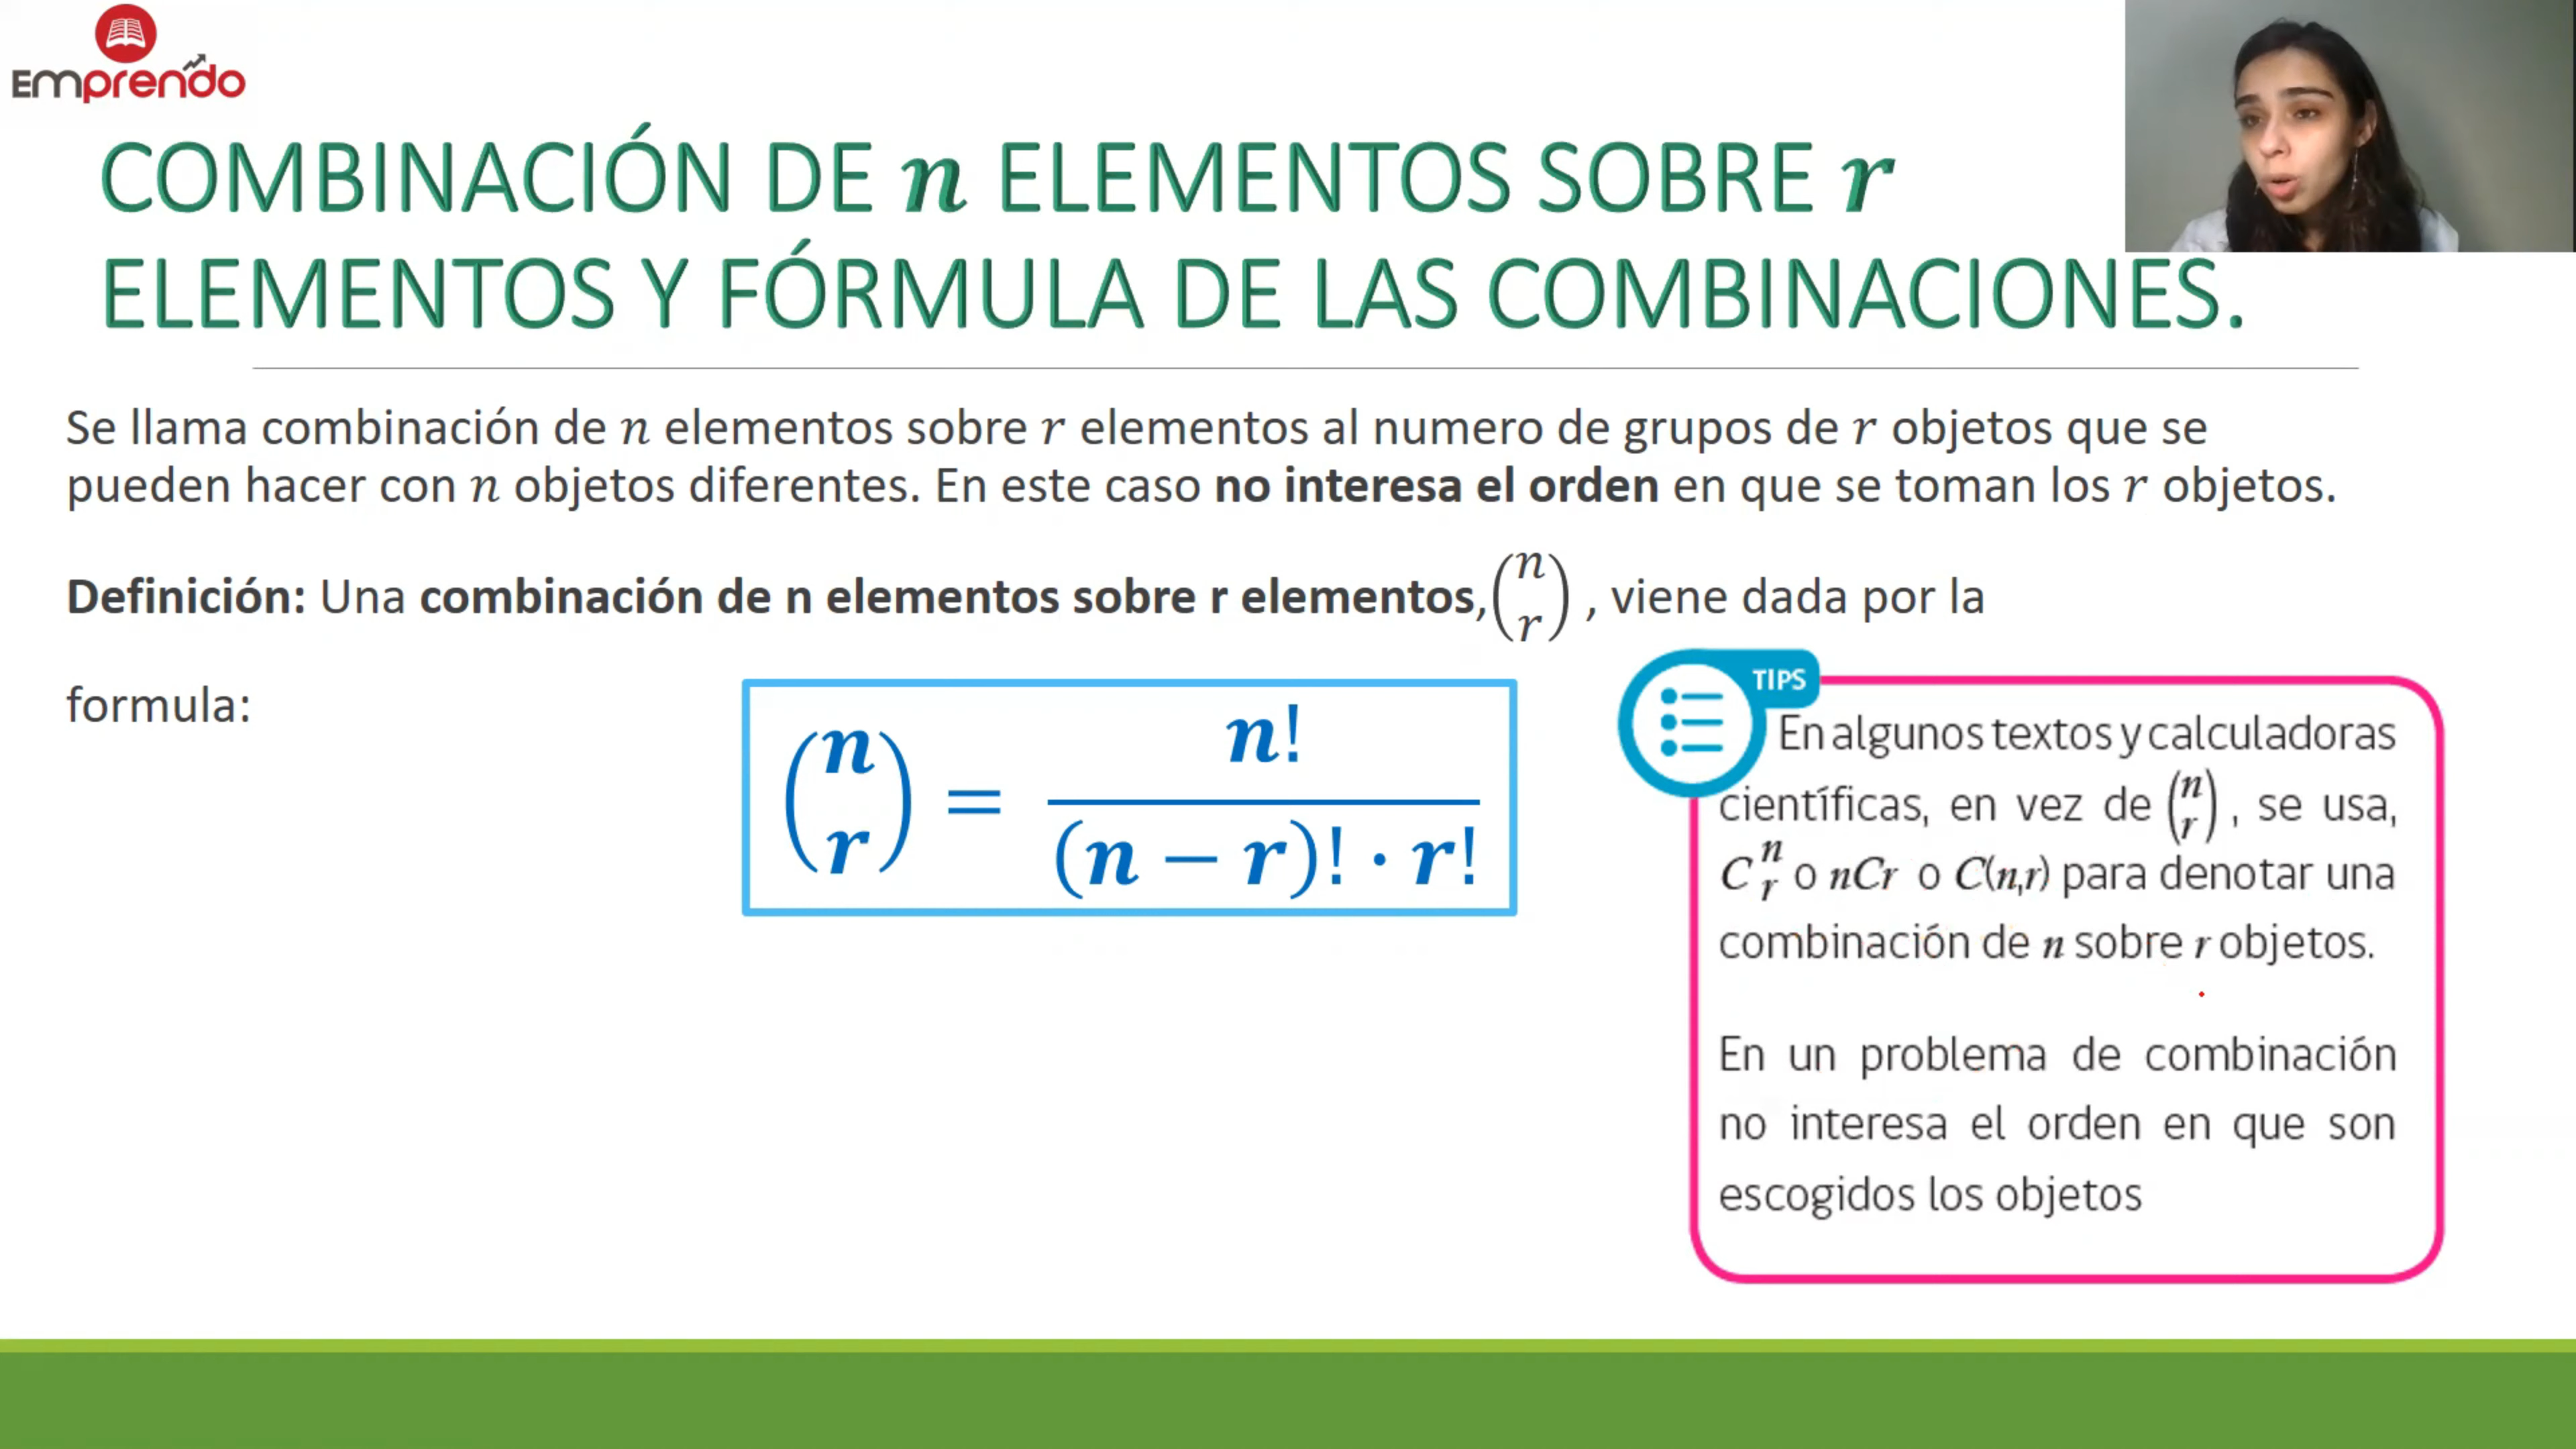 Emprendo
COMBINACIÓN DE n ELEMENTOS SOBRE r
ELEMENTOS Y FÓRMULA DE LAS COMBINACIONES.
Se llama combinación de n elementos sobre r elementos al numero de grupos de r objetos que se
pueden hacer con n objetos diferentes. En este caso no interesa el orden en que se toman los r objetos.
Definición: Una combinación de n elementos sobre r elementos, (n r) , viene dada por la
formula:
(n r) = n! / (n − r)! · r!
TIPS
En algunos textos y calculadoras
científicas, en vez de (n r) , se usa,
C n r o nCr o C(n,r) para denotar una
combinación de n sobre r objetos.
En un problema de combinación
no interesa el orden en que son
escogidos los objetos